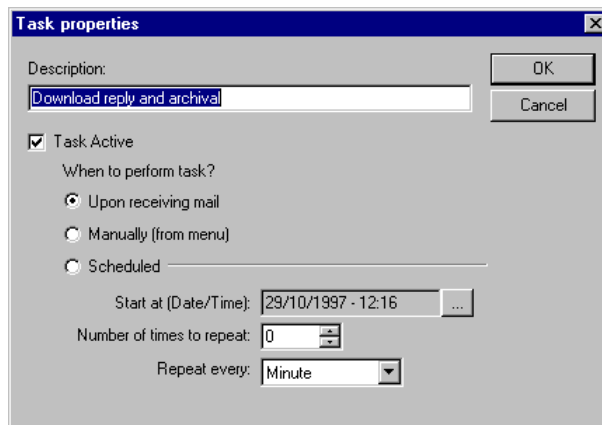 Task properties
Description:
OK
Download reply and archival
Cancel
Task Active
When to perform task?
Upon receiving mail
Manually (from menu)
Scheduled
Start at (Date/Time): 29/10/1997 - 12:16 ...
Number of times to repeat: 0
Repeat every: Minute